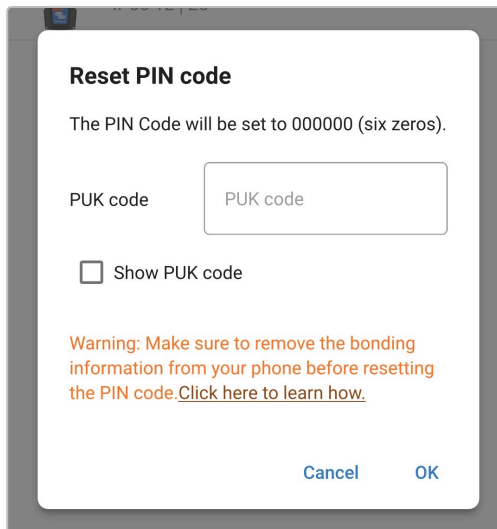 Reset PIN code
The PIN Code will be set to 000000 (six zeros).
PUK code
PUK code
Show PUK code
Warning: Make sure to remove the bonding
information from your phone before resetting
the PIN code.Click here to learn how.
Cancel
OK